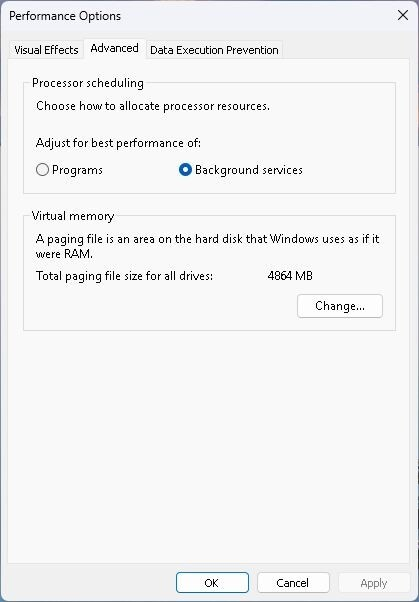 Performance Options
Visual Effects Advanced Data Execution Prevention
Processor scheduling
Choose how to allocate processor resources.
Adjust for best performance of:
Programs Background services
Virtual memory
A paging file is an area on the hard disk that Windows uses as if it
were RAM.
Total paging file size for all drives: 4864 MB
Change...
OK Cancel Apply